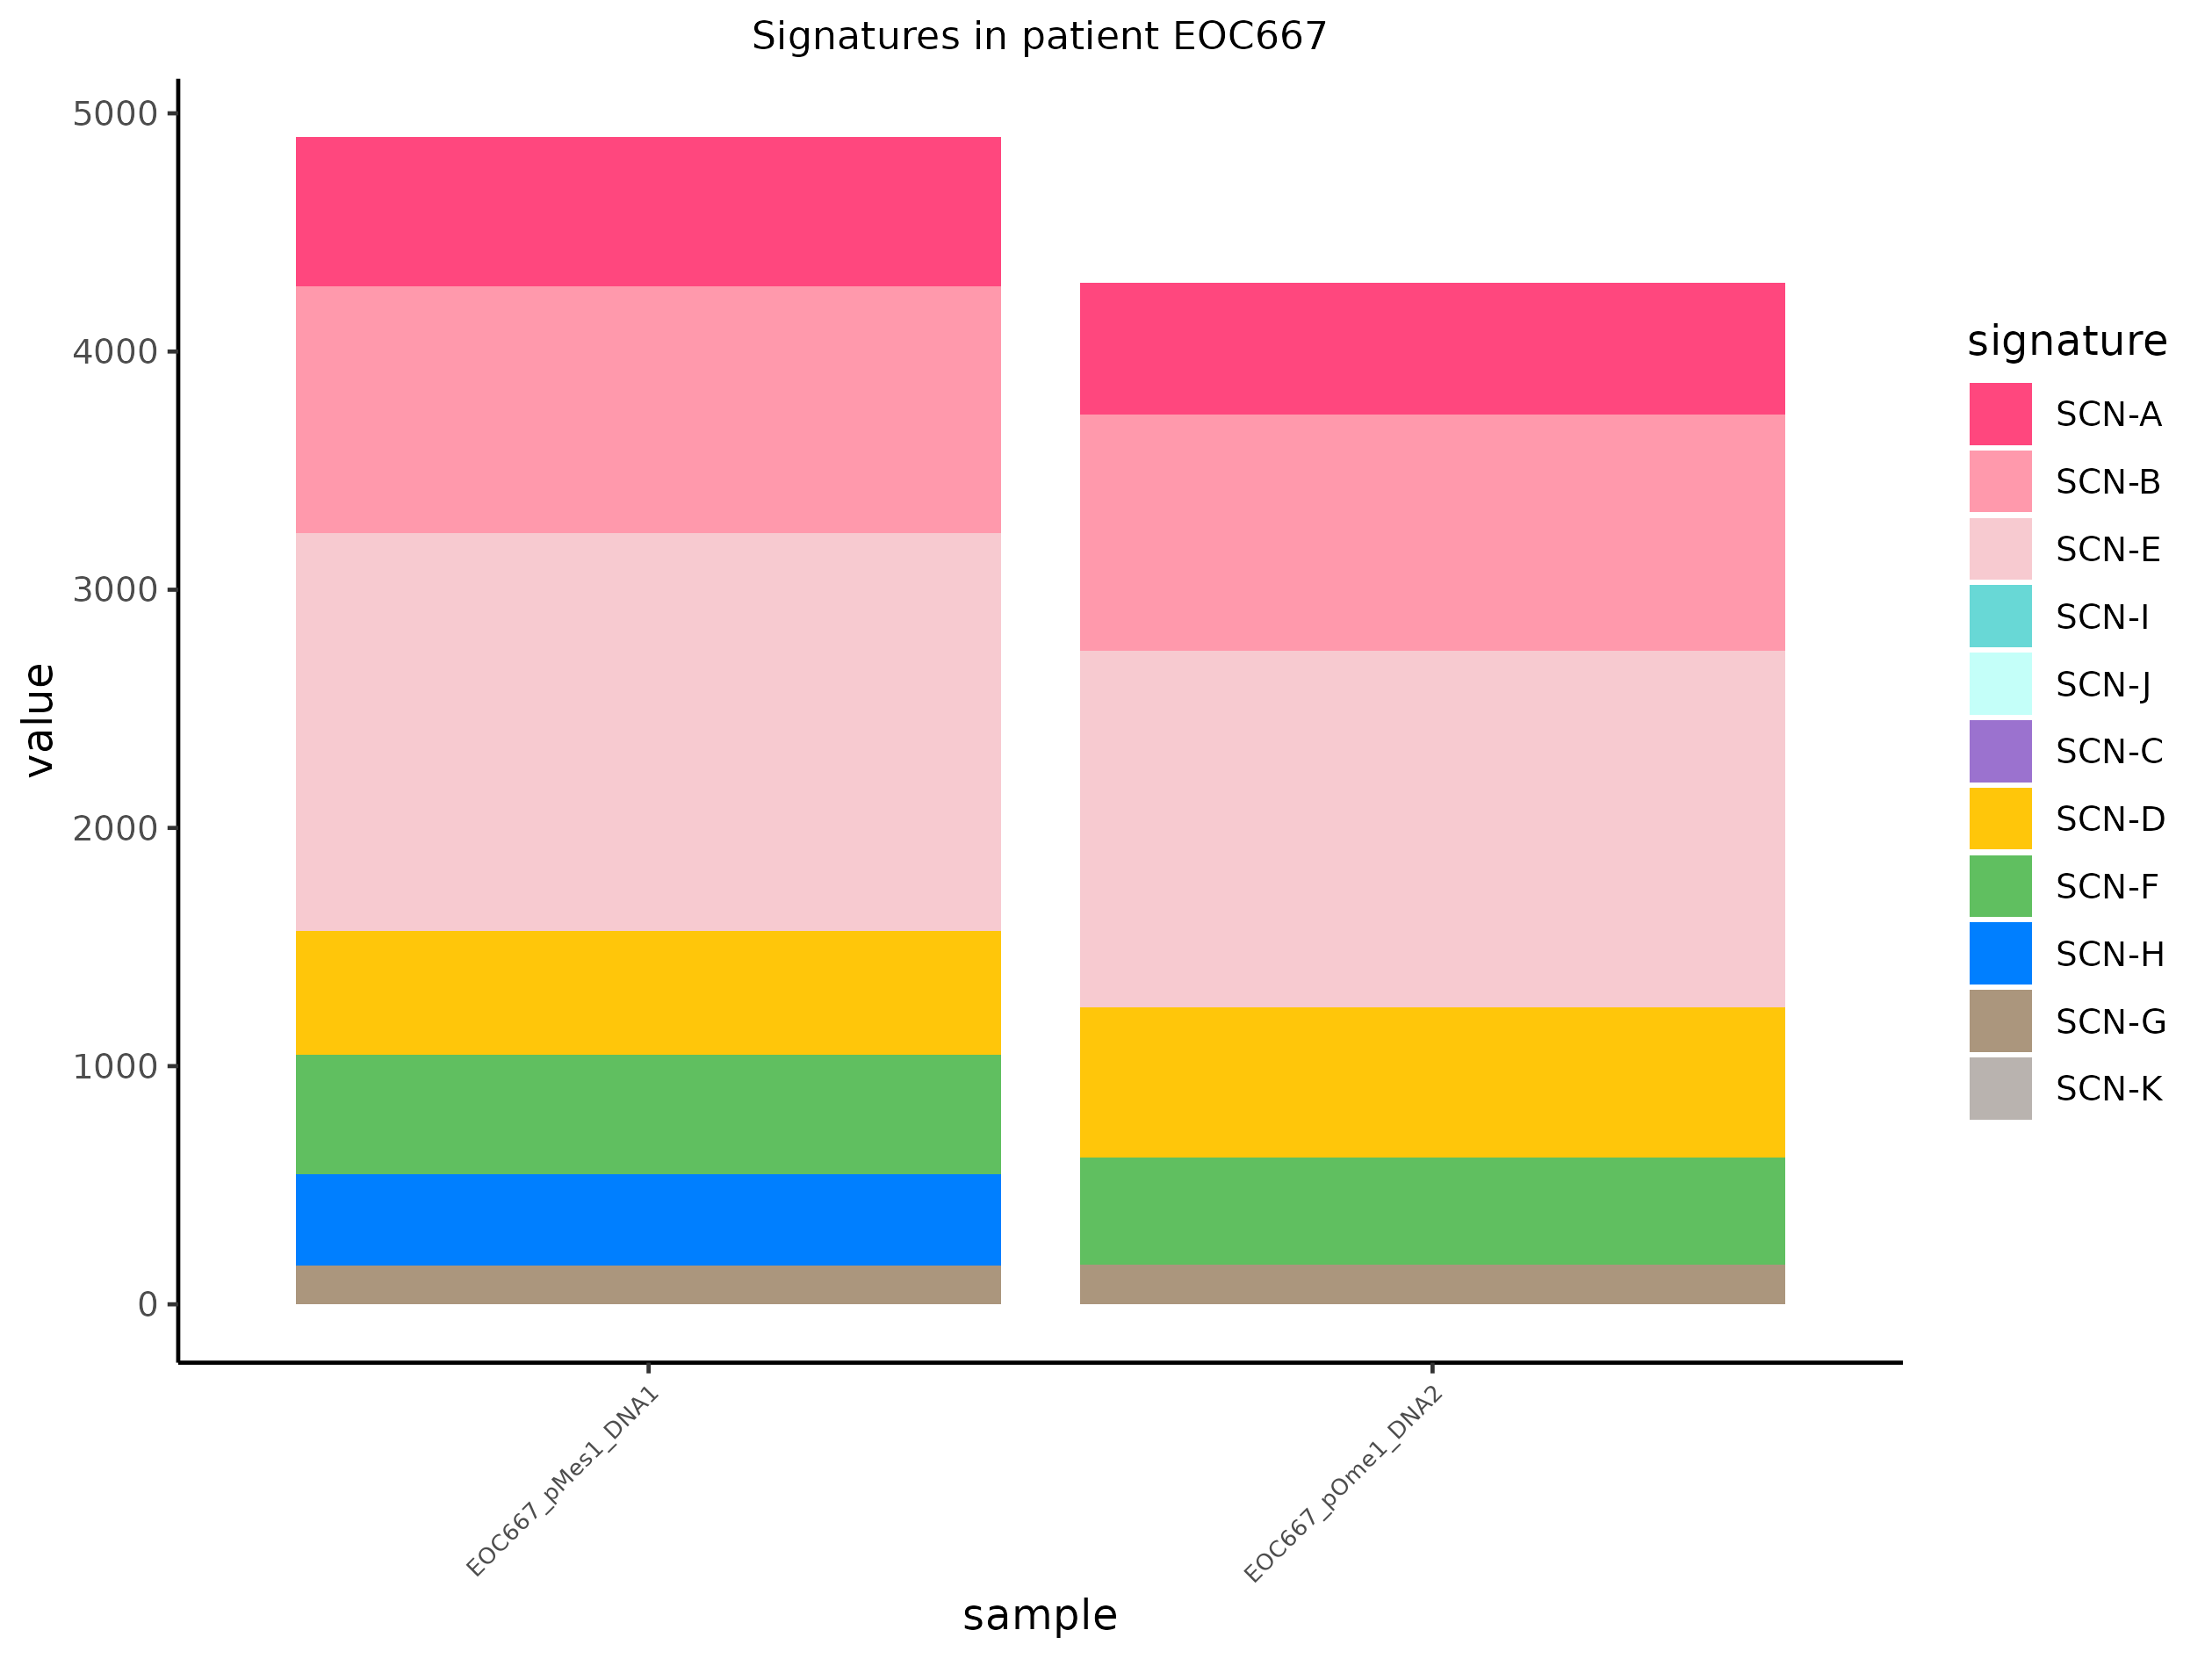 Signatures in patient EOC667
value
5000
4000
3000
2000
1000
0
EOC667_pMes1_DNA1
EOC667_pOme1_DNA2
sample
signature
SCN-A
SCN-B
SCN-E
SCN-I
SCN-J
SCN-C
SCN-D
SCN-F
SCN-H
SCN-G
SCN-K